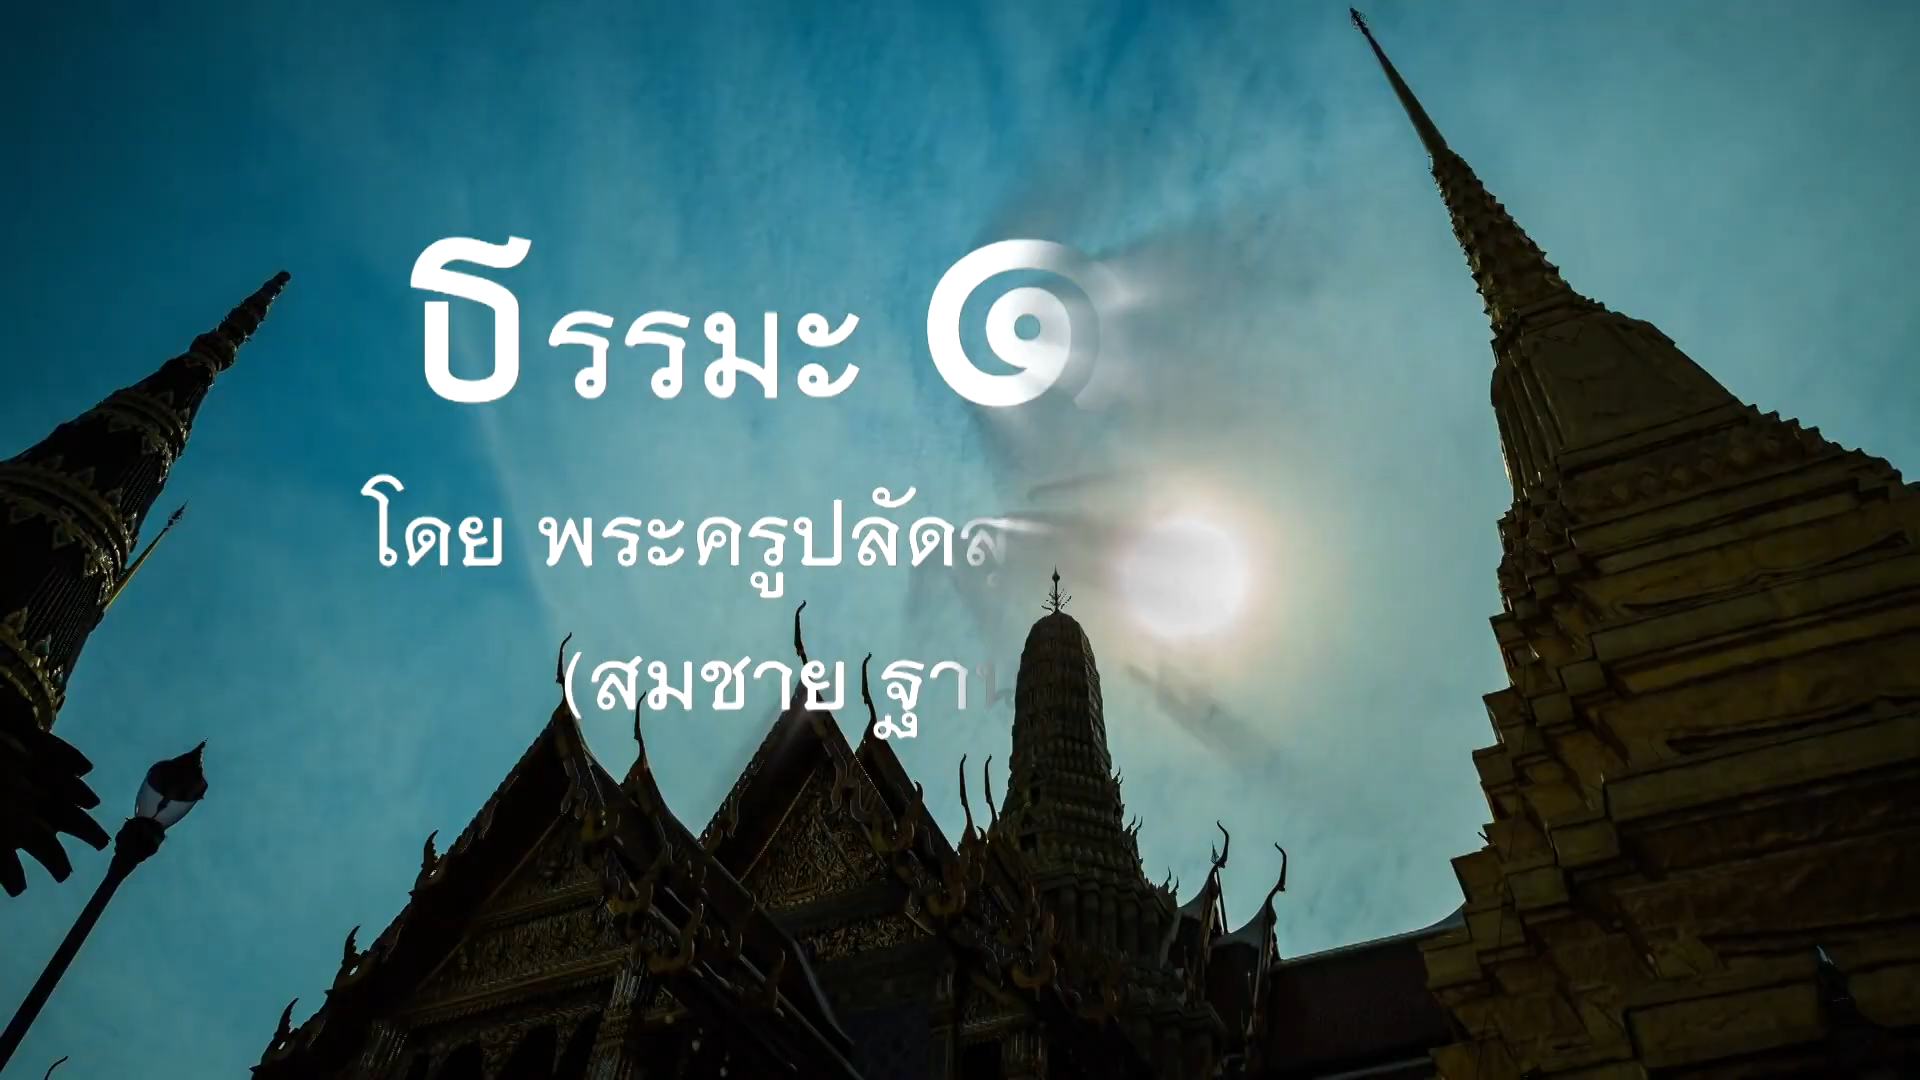 ธรรมะ ๑
โดย พระครูปลัด
(สมชาย